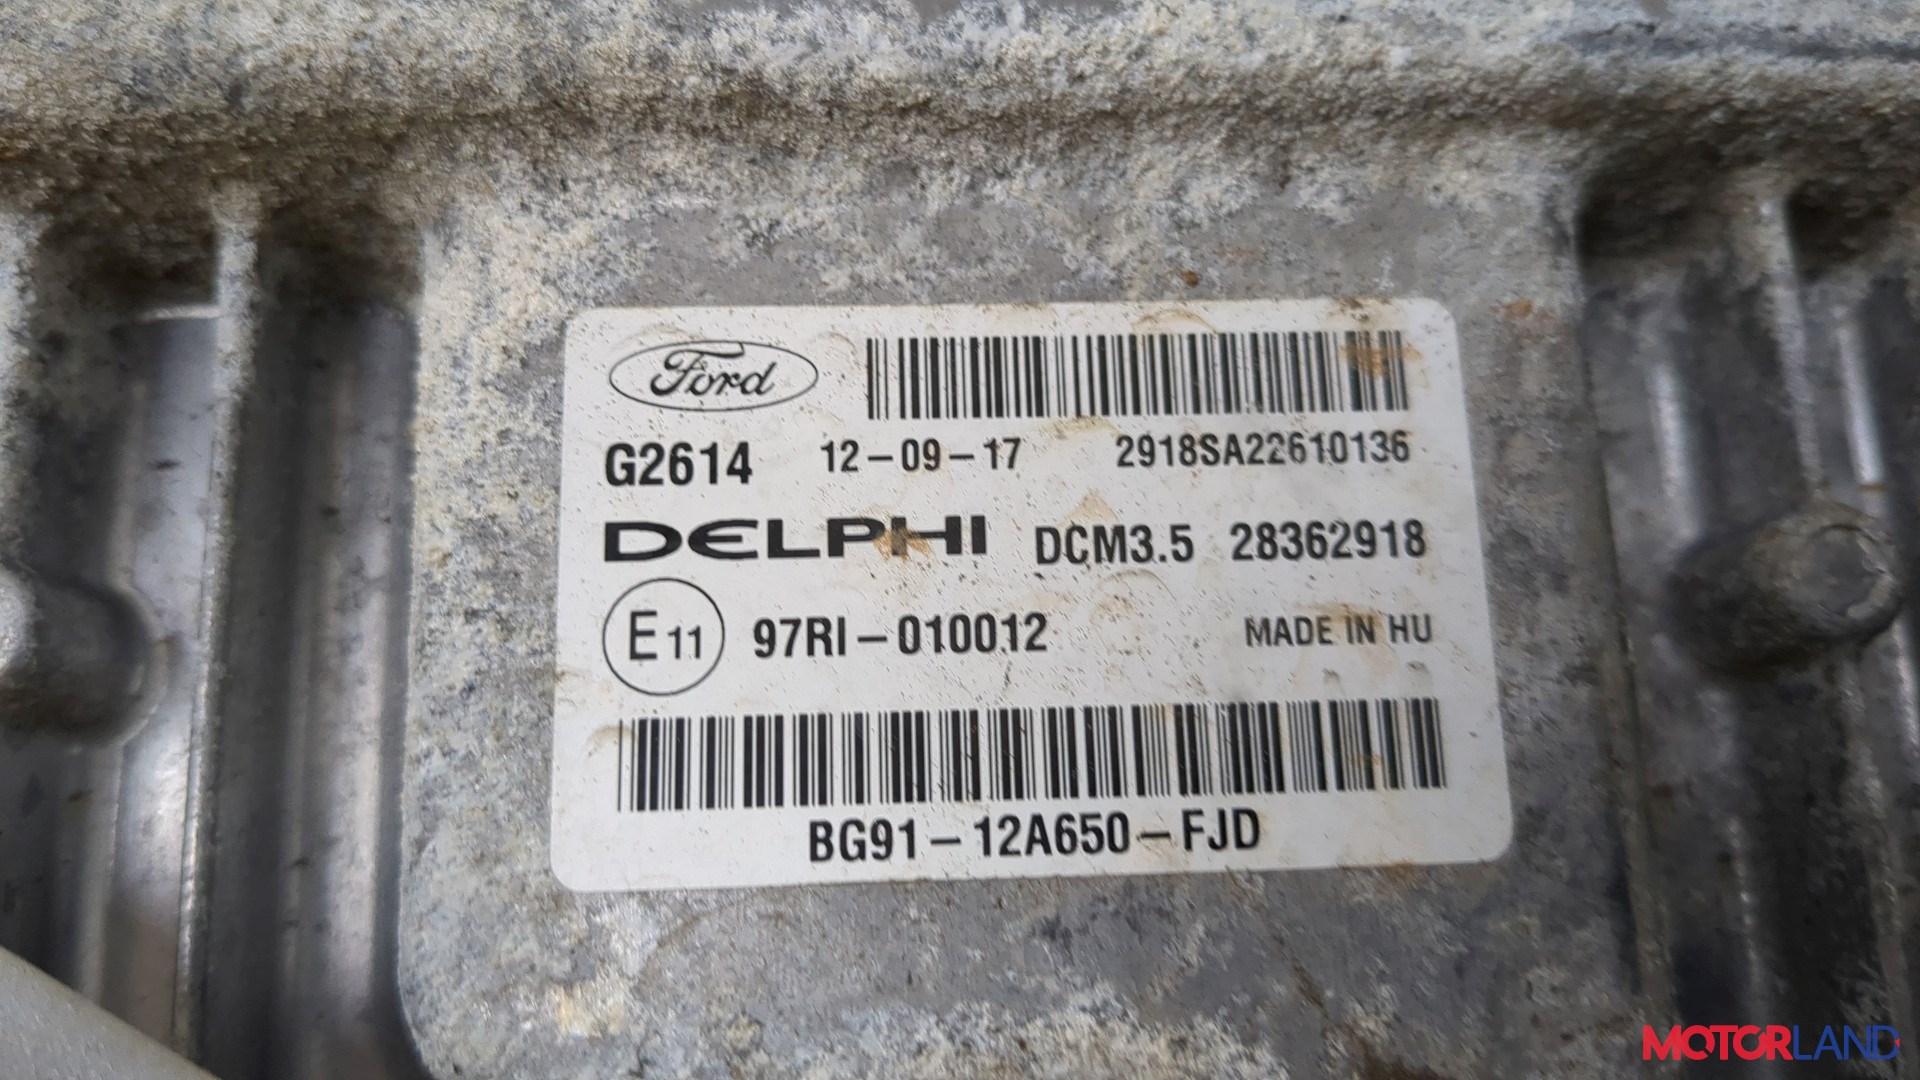 Ford
G2614 12-09-17 2918SA22610136
DELPHI DCM3.5 28362918
E11 97RI-010012 MADE IN HU
BG91-12A650-FJD
MOTORLAND